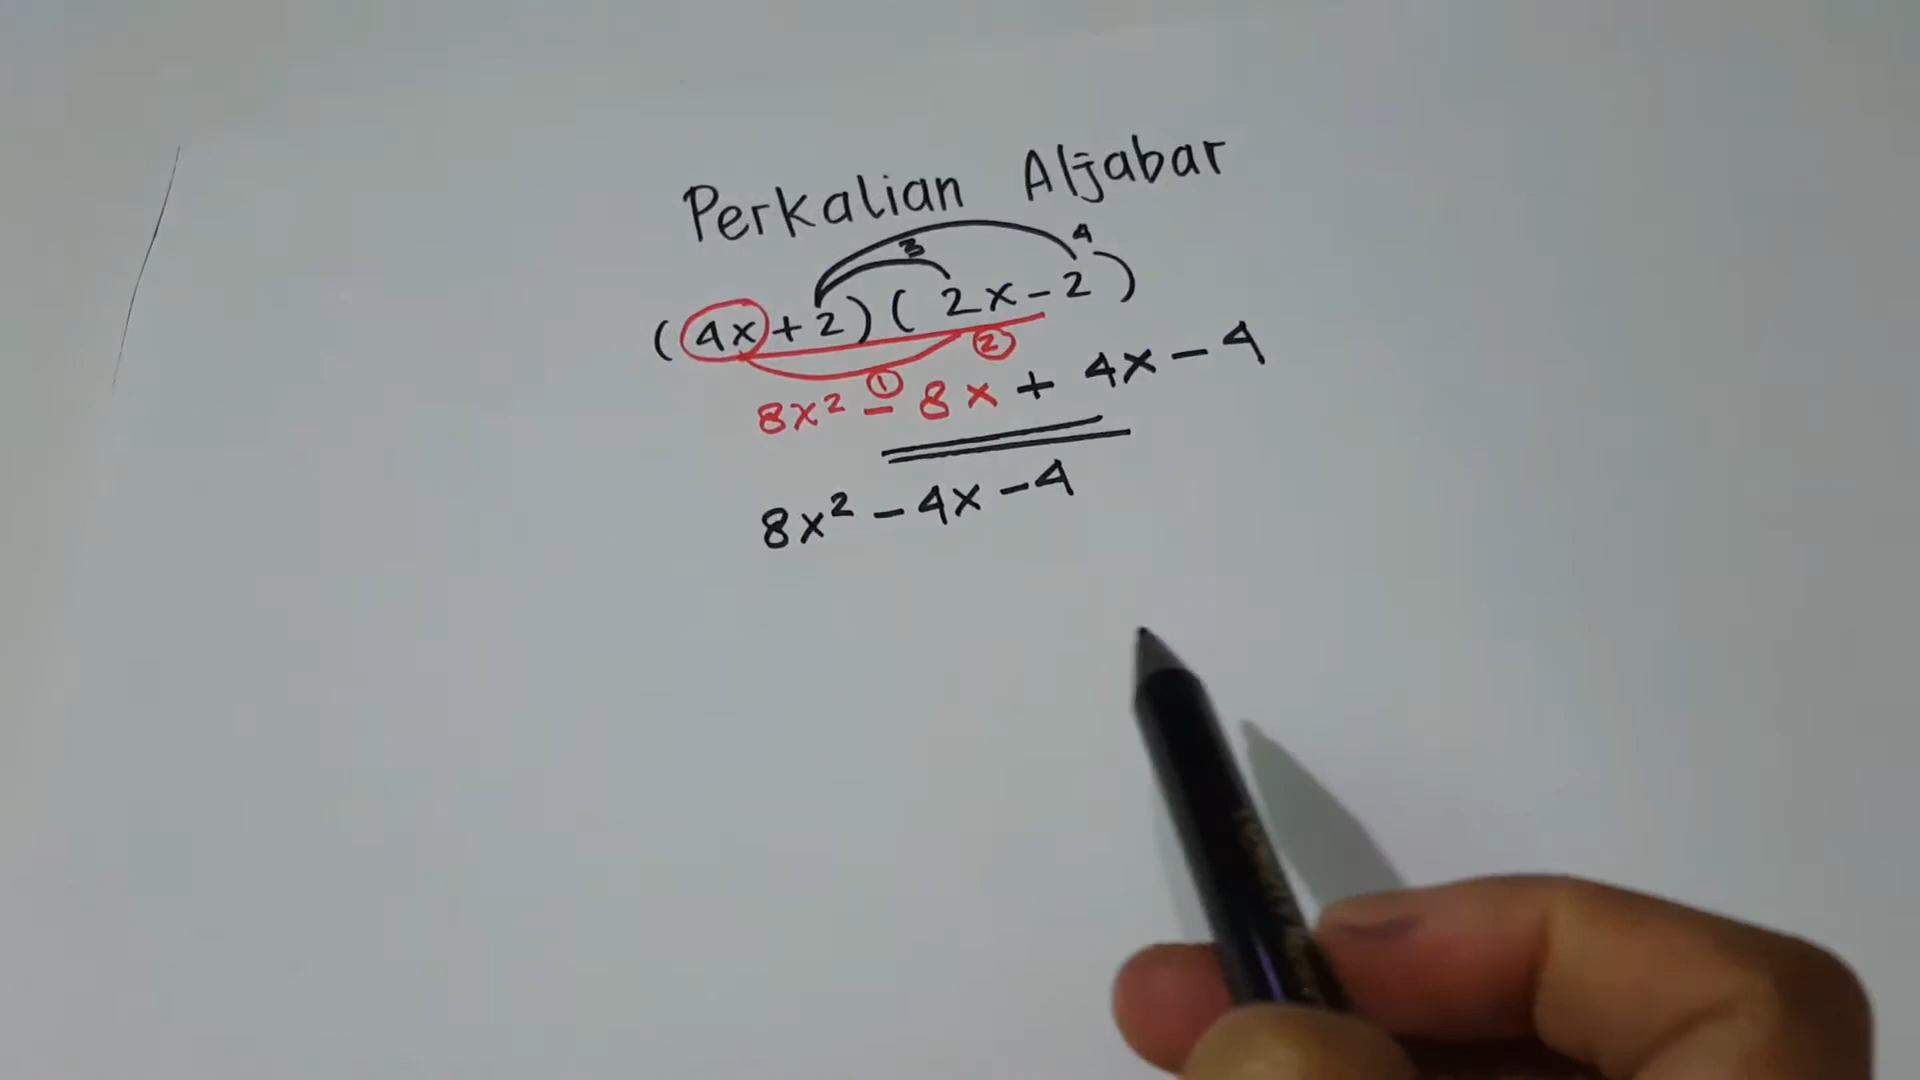 Perkalian Aljabar
3 4
(4x+2)(2x-2)
1 2
8x² - 8x + 4x - 4
8x² - 4x - 4